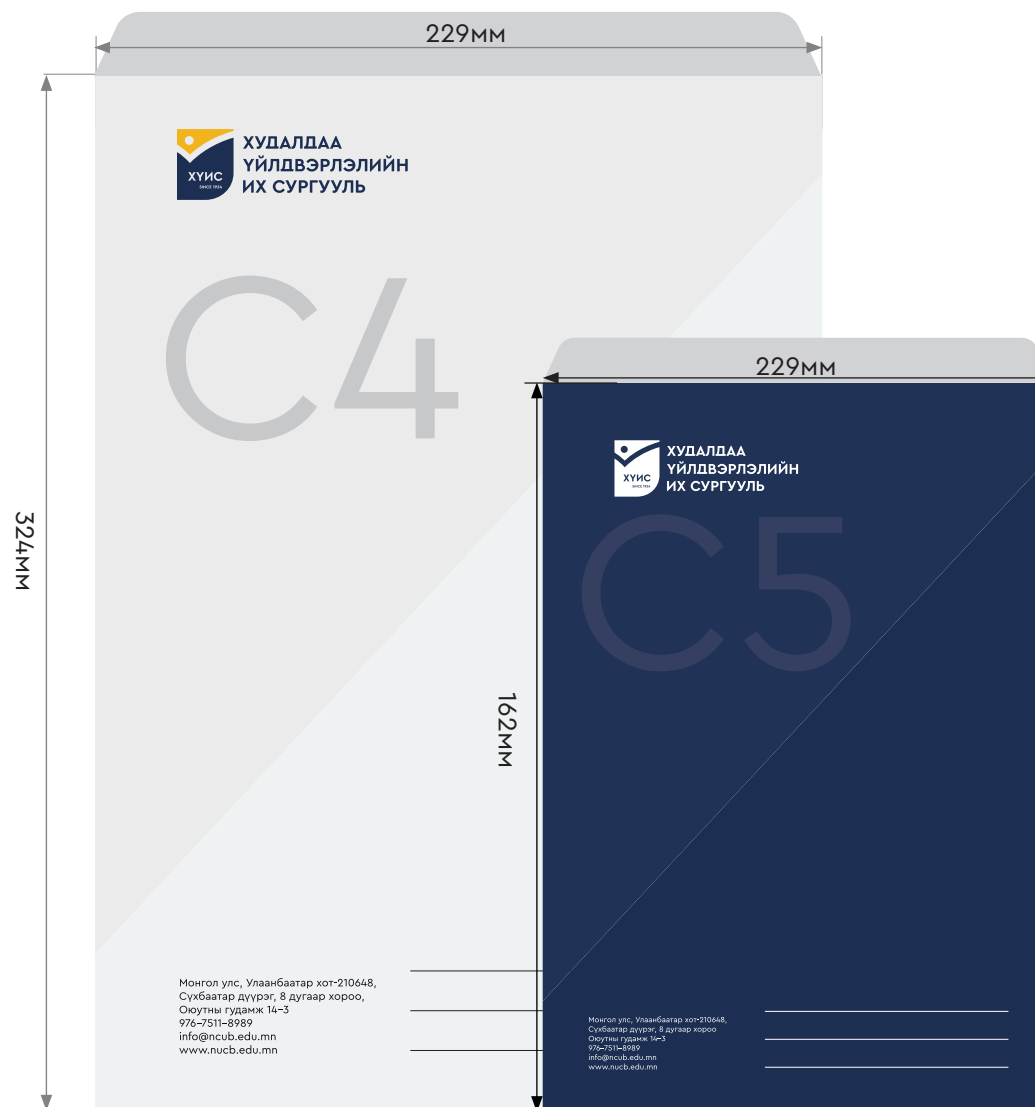 229мм
ХУДАЛДАА
ҮЙЛДВЭРЛЭЛИЙН
ИХ СУРГУУЛЬ
ХҮИС
SINCE 1924
C4
324мм
Монгол улс, Улаанбаатар хот-210648,
Сүхбаатар дүүрэг, 8 дугаар хороо,
Оюутны гудамж 14-3
976-7511-8989
info@ncub.edu.mn
www.nucb.edu.mn
229мм
ХУДАЛДАА
ҮЙЛДВЭРЛЭЛИЙН
ИХ СУРГУУЛЬ
ХҮИС
SINCE 1924
C5
162мм
Монгол улс, Улаанбаатар хот-210648,
Сүхбаатар дүүрэг, 8 дугаар хороо
Оюутны гудамж 14-3
976-7511-8989
info@ncub.edu.mn
www.nucb.edu.mn